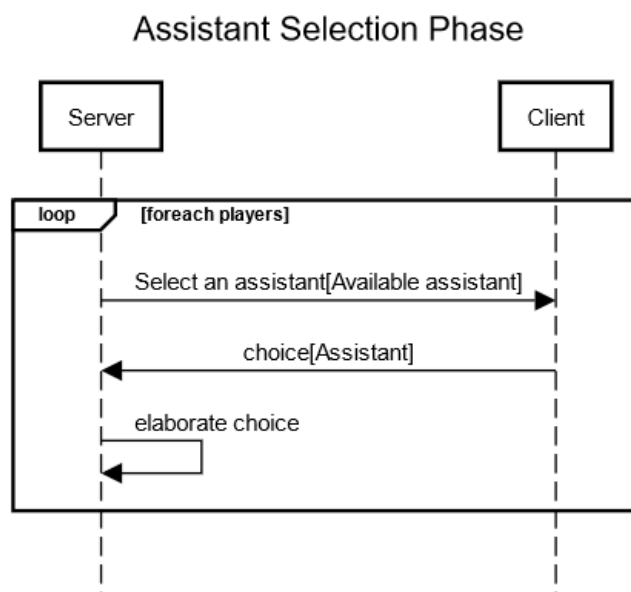 Assistant Selection Phase
Server
Client
loop
[foreach players]
Select an assistant[Available assistant]
choice[Assistant]
elaborate choice